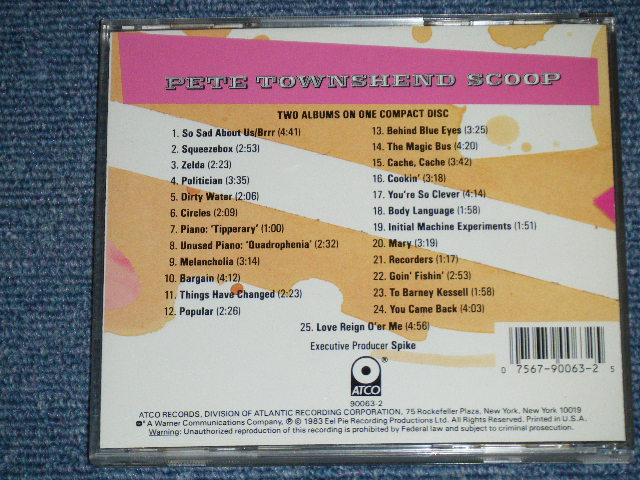 PETE TOWNSHEND SCOOP
TWO ALBUMS ON ONE COMPACT DISC
1. So Sad About Us/Brrr (4:41)
2. Squeezebox (2:53)
3. Zelda (2:23)
4. Politician (3:35)
5. Dirty Water (2:06)
6. Circles (2:09)
7. Piano: 'Tipperary' (1:00)
8. Unused Piano: 'Quadrophenia' (2:32)
9. Melancholia (3:14)
10. Bargain (4:12)
11. Things Have Changed (2:23)
12. Popular (2:26)
13. Behind Blue Eyes (3:25)
14. The Magic Bus (4:20)
15. Cache, Cache (3:42)
16. Cookin' (3:18)
17. You're So Clever (4:14)
18. Body Language (1:58)
19. Initial Machine Experiments (1:51)
20. Mary (3:19)
21. Recorders (1:17)
22. Goin' Fishin' (2:53)
23. To Barney Kessell (1:58)
24. You Came Back (4:03)
25. Love Reign O'er Me (4:56)
Executive Producer Spike
ATCO
®
90063-2
0 7567-90063-2 5
ATCO RECORDS, DIVISION OF ATLANTIC RECORDING CORPORATION, 75 Rockefeller Plaza, New York, New York 10019
A Warner Communications Company, ℗ © 1983 Eel Pie Recording Productions Ltd. All Rights Reserved. Printed in U.S.A.
Warning: Unauthorized reproduction of this recording is prohibited by Federal law and subject to criminal prosecution.